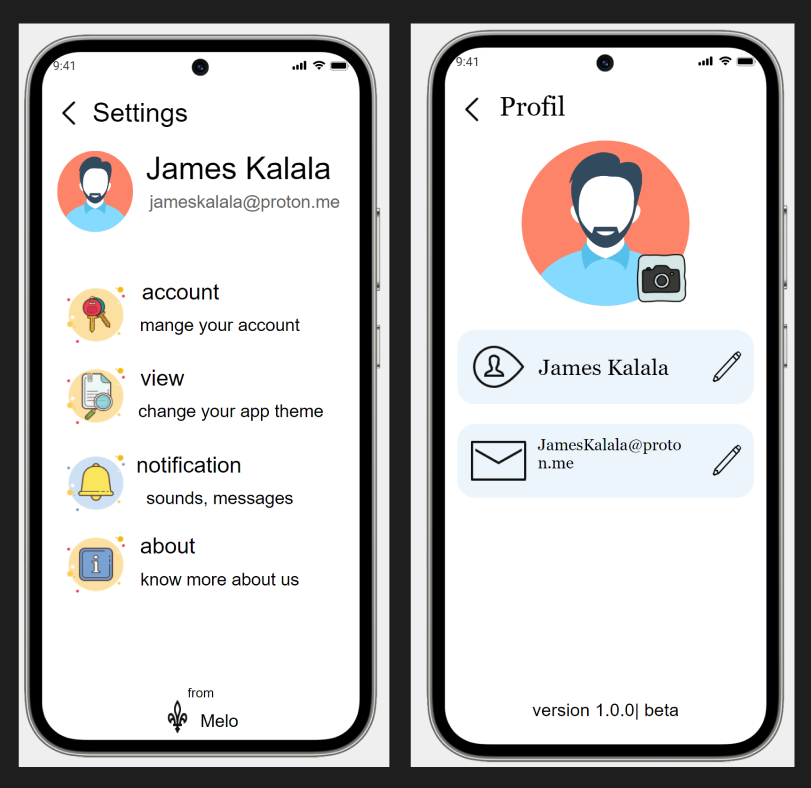 9:41
Settings
James Kalala
jameskalala@proton.me
account
mange your account
view
change your app theme
notification
sounds, messages
about
know more about us
from
Melo
9:41
Profil
James Kalala
JamesKalala@proto
n.me
version 1.0.0| beta